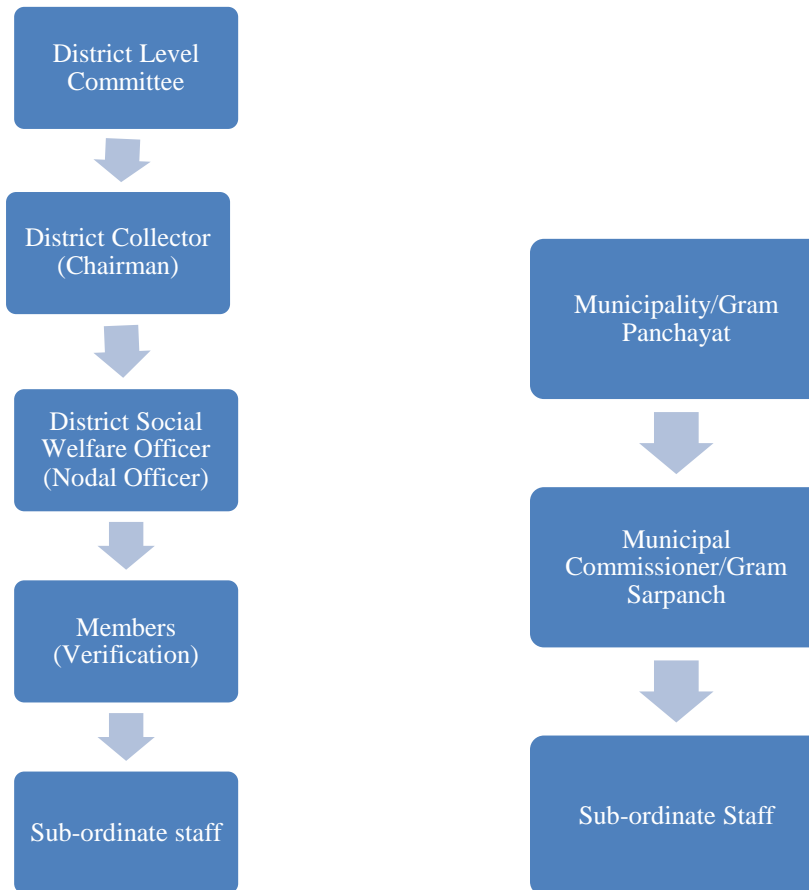 District Level
Committee
District Collector
(Chairman)
District Social
Welfare Officer
(Nodal Officer)
Members
(Verification)
Sub-ordinate staff
Municipality/Gram
Panchayat
Municipal
Commissioner/Gram
Sarpanch
Sub-ordinate Staff